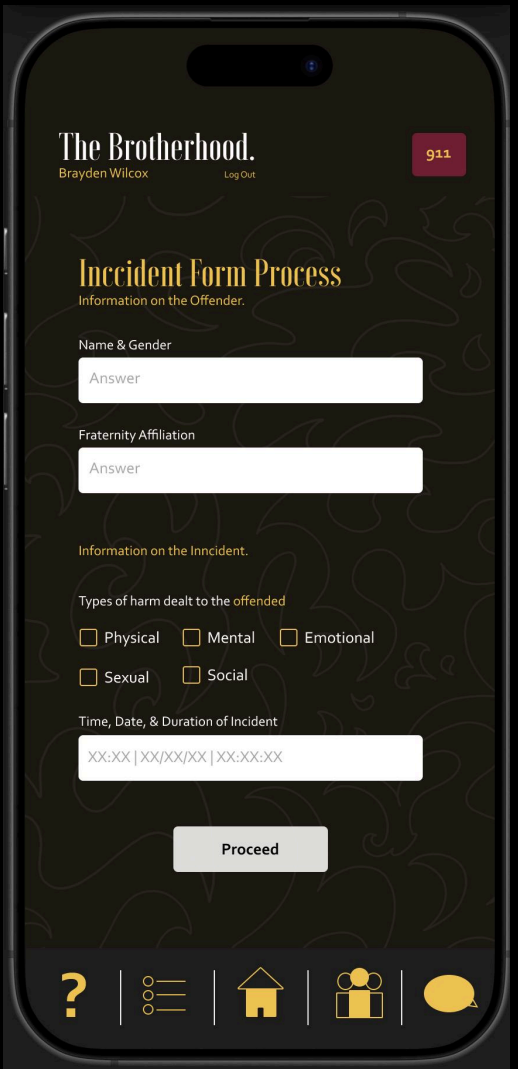 The Brotherhood.
911
Brayden Wilcox Log Out
Inccident Form Process
Information on the Offender.
Name & Gender
Answer
Fraternity Affiliation
Answer
Information on the Inncident.
Types of harm dealt to the offended
Physical Mental Emotional
Sexual Social
Time, Date, & Duration of Incident
XX:XX | XX/XX/XX | XX:XX:XX
Proceed
?